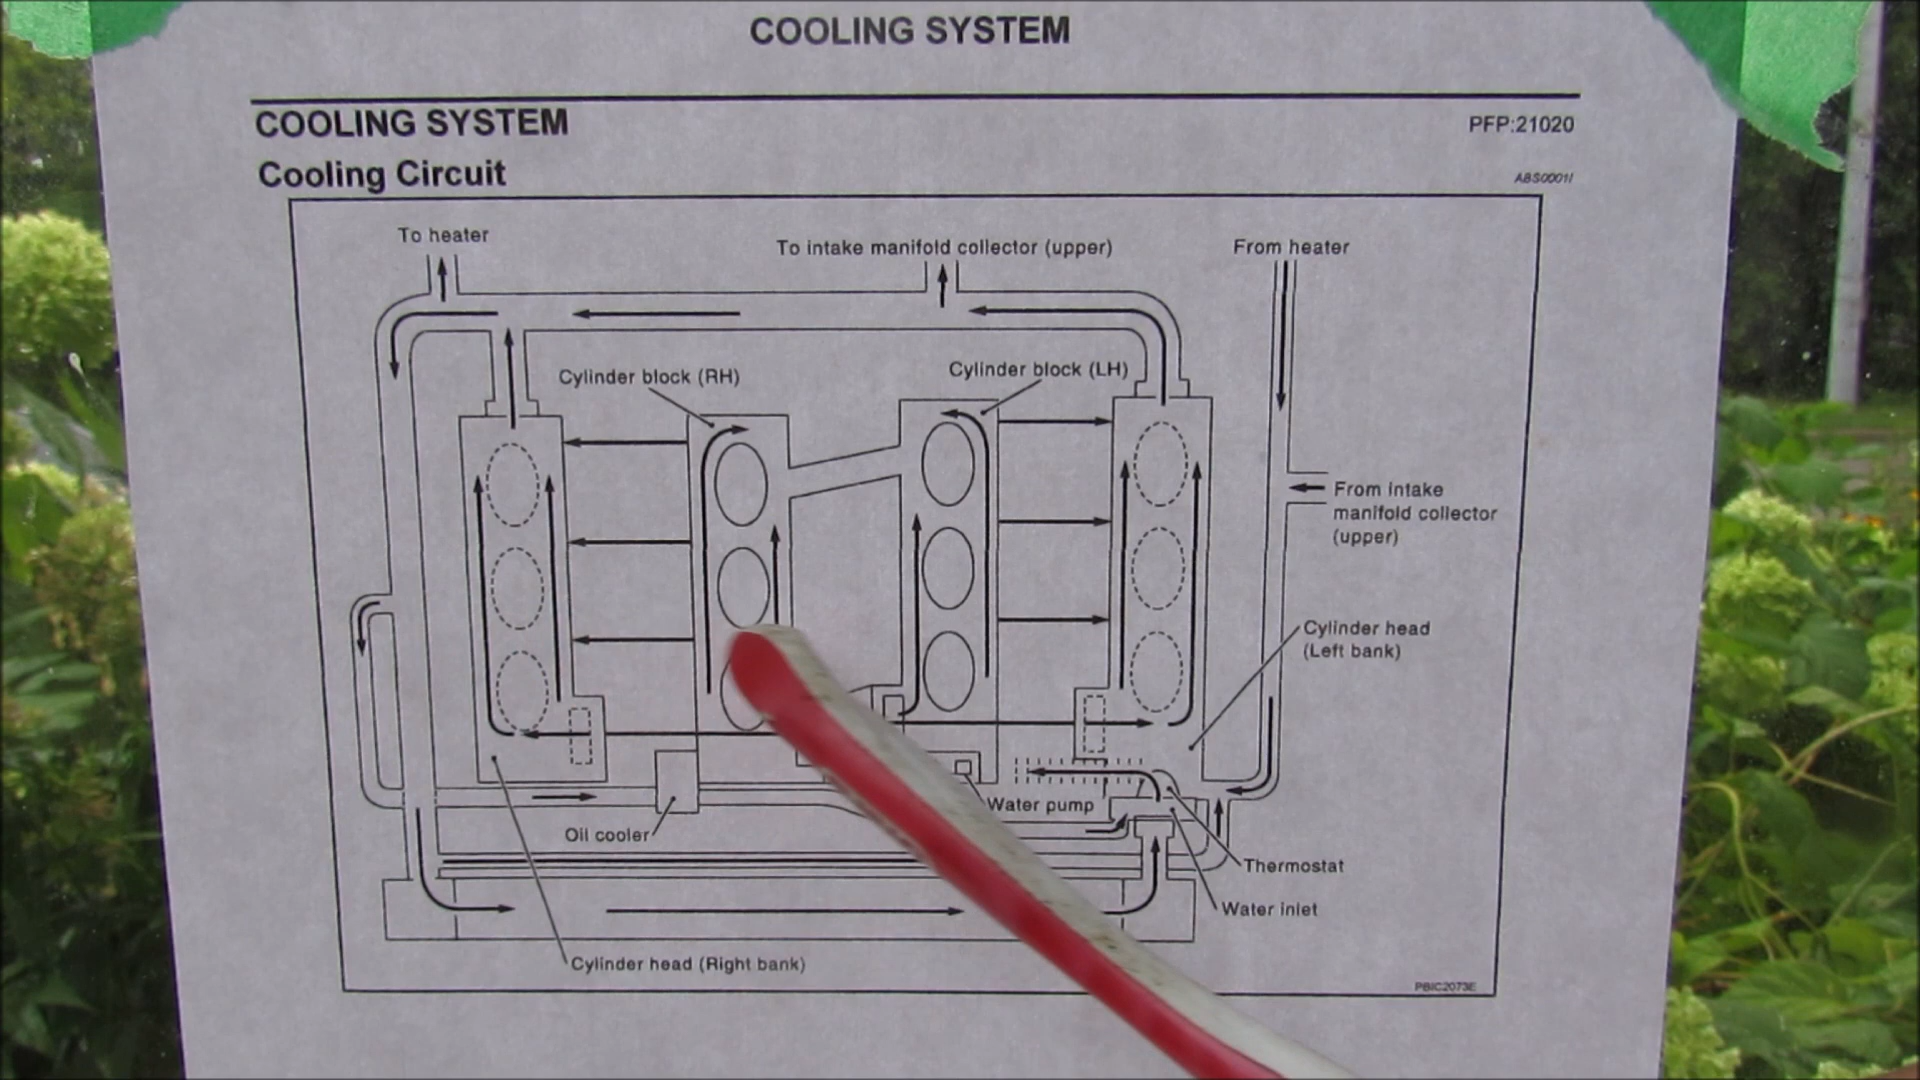 COOLING SYSTEM
COOLING SYSTEM
PFP:21020
Cooling Circuit
To heater
To intake manifold collector (upper)
From heater
Cylinder block (RH)
Cylinder block (LH)
From intake
manifold collector
(upper)
Cylinder head
(Left bank)
Water pump
Oil cooler
Thermostat
Water inlet
Cylinder head (Right bank)
PBIC2073E